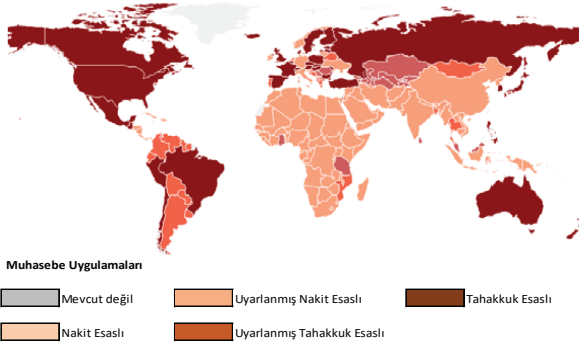 Muhasebe Uygulamaları
Mevcut değil
Uyarlanmış Nakit Esaslı
Tahakkuk Esaslı
Nakit Esaslı
Uyarlanmış Tahakkuk Esaslı